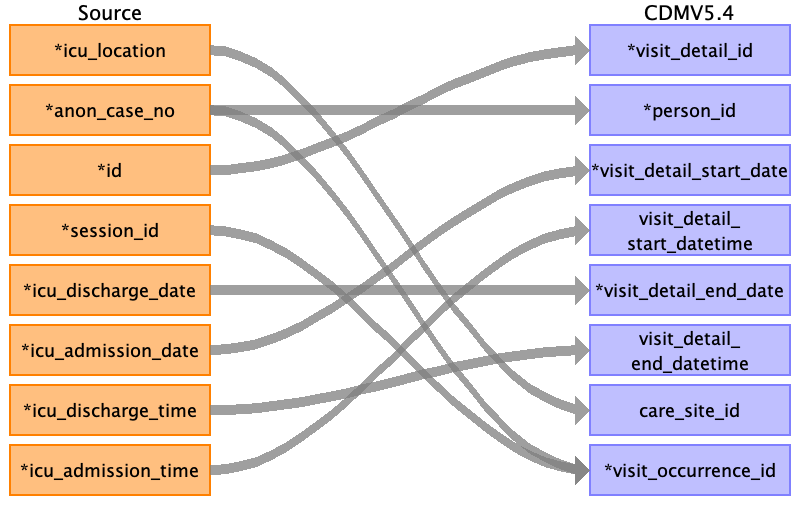 Source
CDMV5.4
*icu_location
*visit_detail_id
*anon_case_no
*person_id
*id
*visit_detail_start_date
*session_id
visit_detail_
start_datetime
*icu_discharge_date
*visit_detail_end_date
*icu_admission_date
visit_detail_
end_datetime
*icu_discharge_time
care_site_id
*icu_admission_time
*visit_occurrence_id